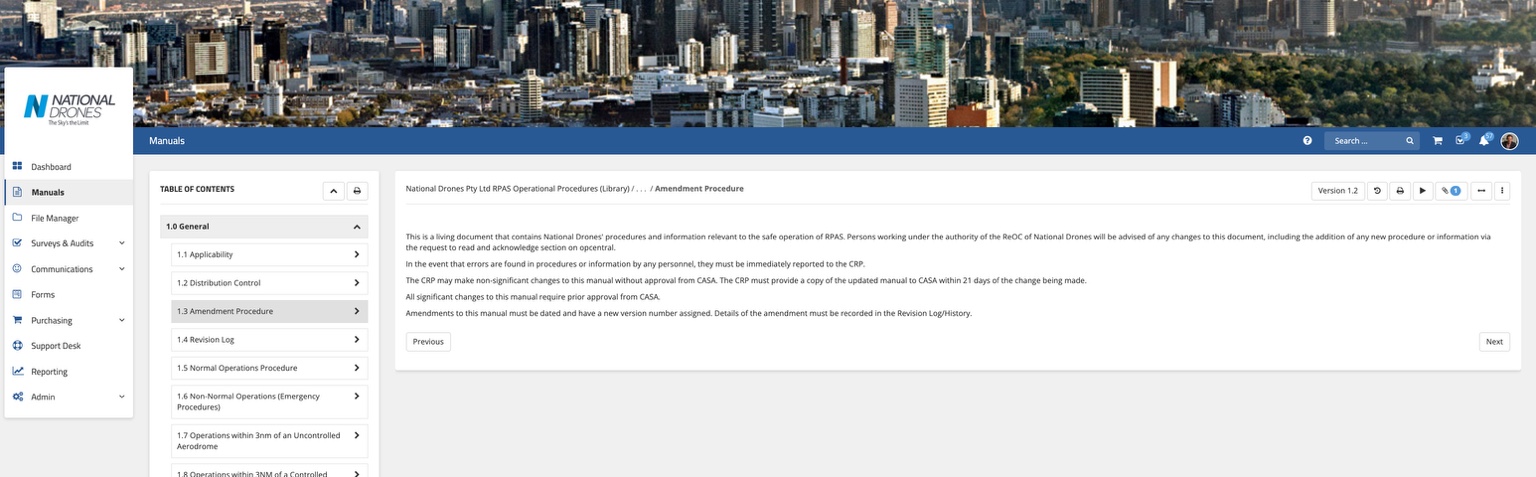 NATIONAL
DRONES
The Sky's the Limit
Manuals
Search ...
3
57
Dashboard
Manuals
File Manager
Surveys & Audits
Communications
Forms
Purchasing
Support Desk
Reporting
Admin
TABLE OF CONTENTS
1.0 General
1.1 Applicability
1.2 Distribution Control
1.3 Amendment Procedure
1.4 Revision Log
1.5 Normal Operations Procedure
1.6 Non-Normal Operations (Emergency
Procedures)
1.7 Operations within 3nm of an Uncontrolled
Aerodrome
1.8 Operations within 3NM of a Controlled
National Drones Pty Ltd RPAS Operational Procedures (Library) / . . . / Amendment Procedure
Version 1.2
1
This is a living document that contains National Drones' procedures and information relevant to the safe operation of RPAS. Persons working under the authority of the ReOC of National Drones will be advised of any changes to this document, including the addition of any new procedure or information via
the request to read and acknowledge section on opcentral.
In the event that errors are found in procedures or information by any personnel, they must be immediately reported to the CRP.
The CRP may make non-significant changes to this manual without approval from CASA. The CRP must provide a copy of the updated manual to CASA within 21 days of the change being made.
All significant changes to this manual require prior approval from CASA.
Amendments to this manual must be dated and have a new version number assigned. Details of the amendment must be recorded in the Revision Log/History.
Previous
Next